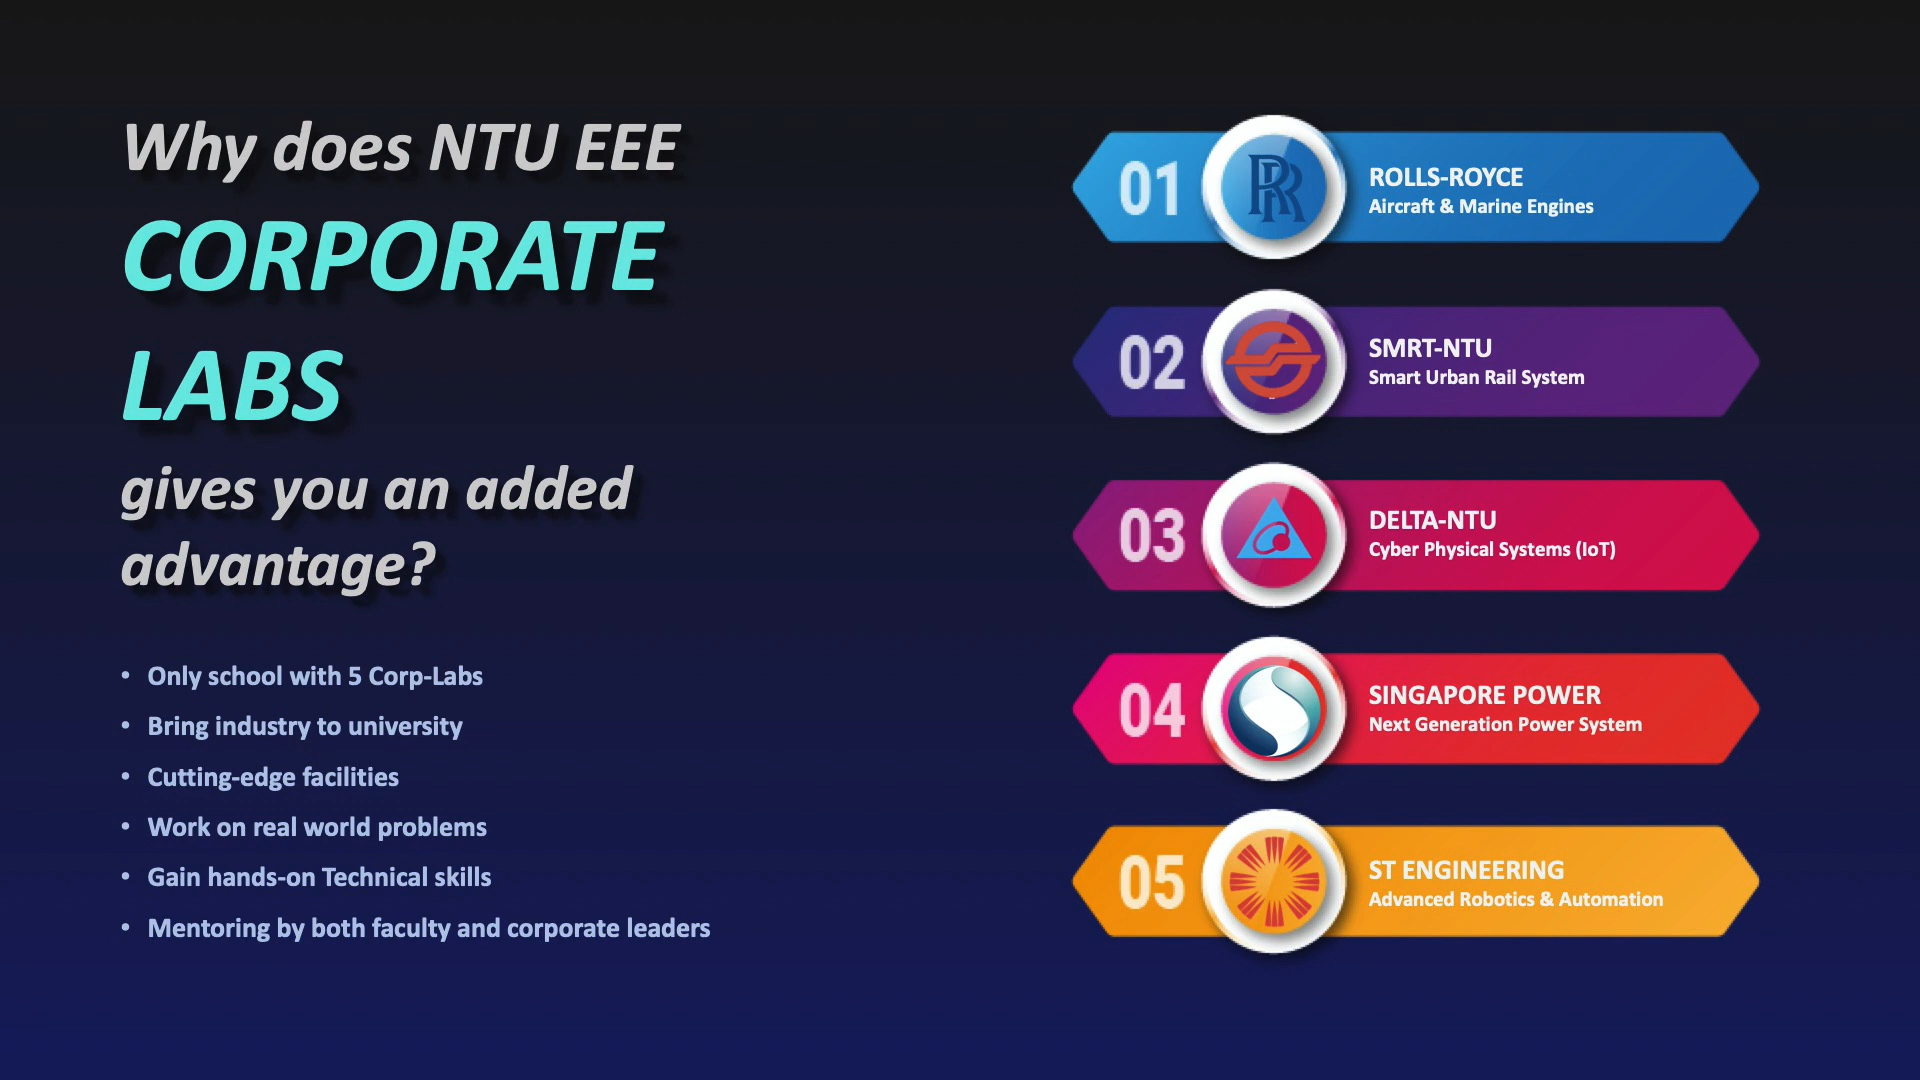 Why does NTU EEE
CORPORATE
LABS
gives you an added
advantage?
• Only school with 5 Corp-Labs
• Bring industry to university
• Cutting-edge facilities
• Work on real world problems
• Gain hands-on Technical skills
• Mentoring by both faculty and corporate leaders
01
ROLLS-ROYCE
Aircraft & Marine Engines
02
SMRT-NTU
Smart Urban Rail System
03
DELTA-NTU
Cyber Physical Systems (IoT)
04
SINGAPORE POWER
Next Generation Power System
05
ST ENGINEERING
Advanced Robotics & Automation